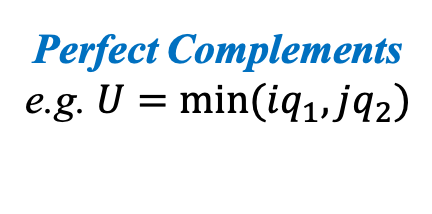 Perfect Complements
e.g. U = min(iq₁, jq₂)